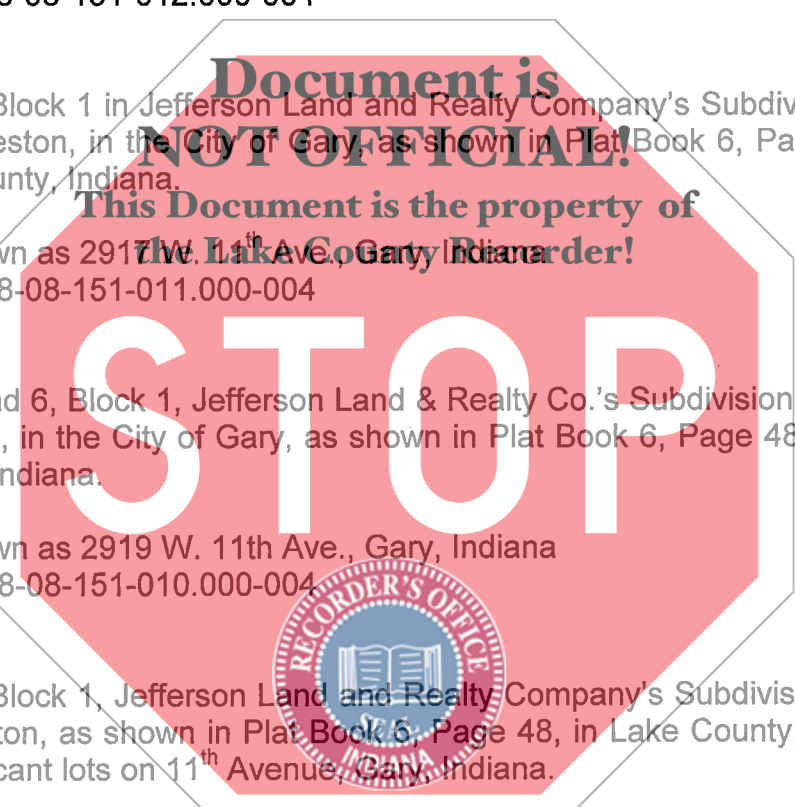 Document is
Block 1 in Jefferson Land and Realty Company's Subdiv
NOT OFFICIAL!
eston, in the City of Gary, as shown in Plat Book 6, Pa
unty, Indiana.
This Document is the property of
the Lake County Recorder!
wn as 2917 W. 11th Ave., Gary, Indiana
8-08-151-011.000-004
STOP
nd 6, Block 1, Jefferson Land & Realty Co.'s Subdivision
, in the City of Gary, as shown in Plat Book 6, Page 48
ndiana.
wn as 2919 W. 11th Ave., Gary, Indiana
8-08-151-010.000-004
RECORDER'S OFFICE
SEAL
INDIANA
Block 1, Jefferson Land and Realty Company's Subdivis
ton, as shown in Plat Book 6, Page 48, in Lake County,
cant lots on 11th Avenue, Gary, Indiana.